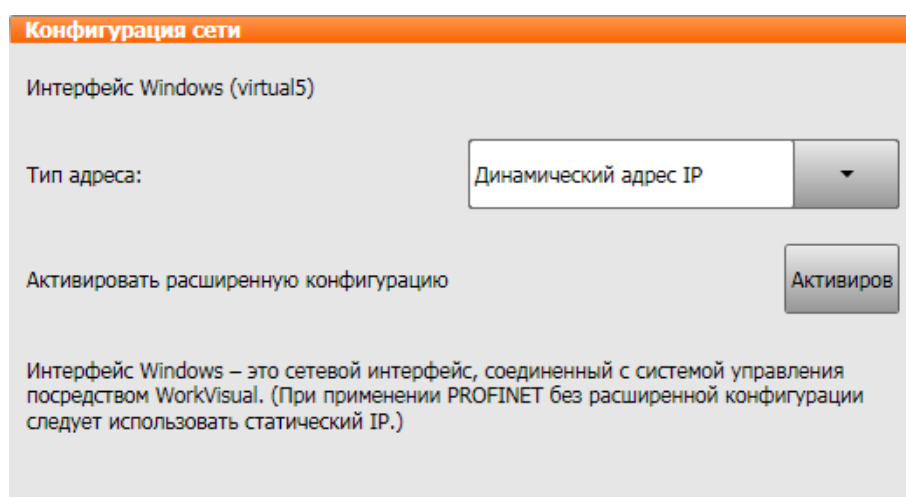 Конфигурация сети
Интерфейс Windows (virtual5)
Тип адреса:
Динамический адрес IP
Активировать расширенную конфигурацию
Активиров
Интерфейс Windows – это сетевой интерфейс, соединенный с системой управления
посредством WorkVisual. (При применении PROFINET без расширенной конфигурации
следует использовать статический IP.)